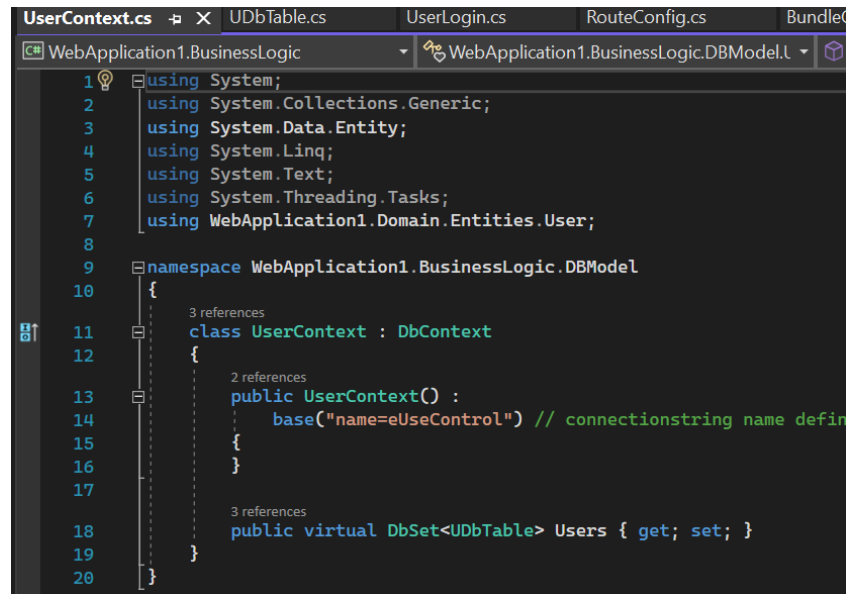 UserContext.cs UDbTable.cs UserLogin.cs RouteConfig.cs Bundle
C# WebApplication1.BusinessLogic WebApplication1.BusinessLogic.DBModel.
1 using System;
2 using System.Collections.Generic;
3 using System.Data.Entity;
4 using System.Linq;
5 using System.Text;
6 using System.Threading.Tasks;
7 using WebApplication1.Domain.Entities.User;
8
9 namespace WebApplication1.BusinessLogic.DBModel
10 {
3 references
11 class UserContext : DbContext
12 {
2 references
13 public UserContext() :
14 base("name=eUseControl") // connectionstring name defin
15 {
16 }
17
3 references
18 public virtual DbSet<UDbTable> Users { get; set; }
19 }
20 }